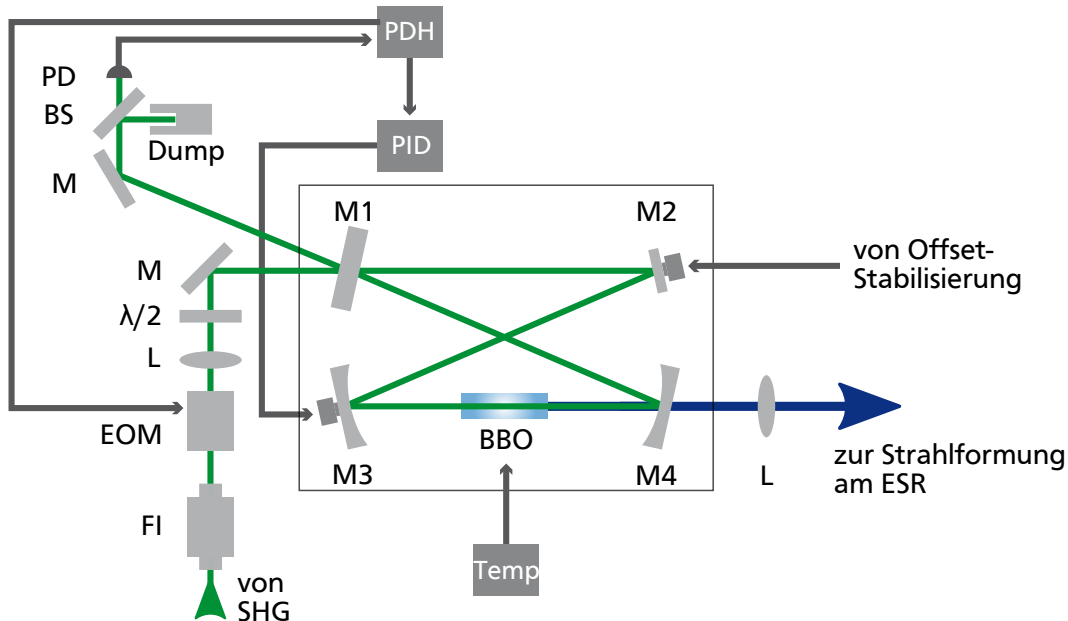 PDH
PD
BS
Dump
PID
M
M1
M2
M
von Offset-
Stabilisierung
λ/2
L
EOM
BBO
M3
M4
L
zur Strahlformung
am ESR
FI
Temp
von
SHG